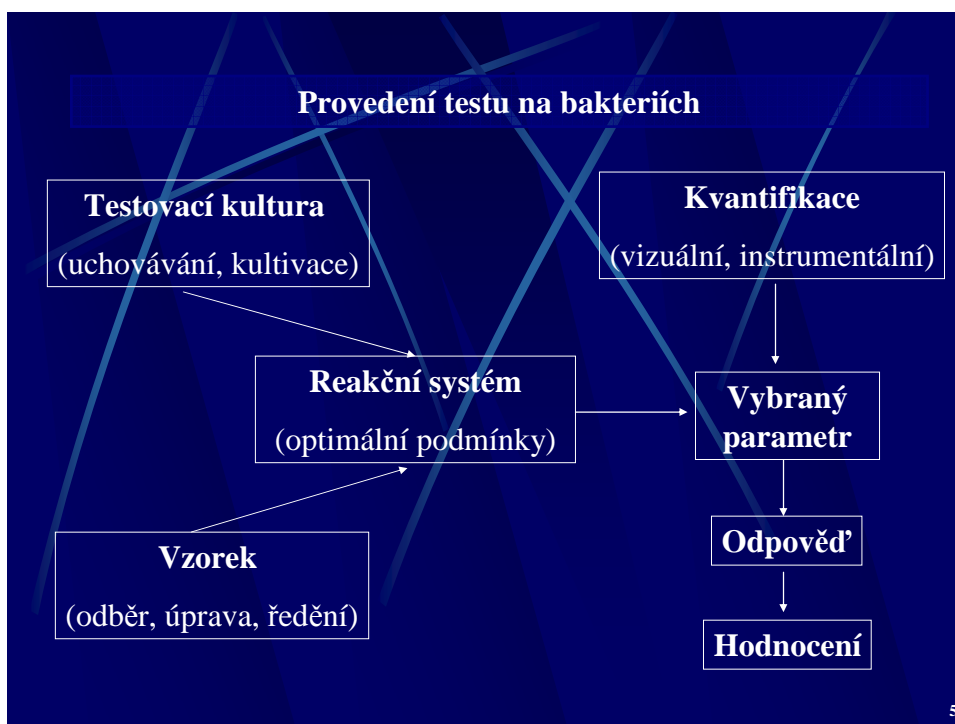 Provedení testu na bakteriích
Testovací kultura
(uchovávání, kultivace)
Kvantifikace
(vizuální, instrumentální)
Reakční systém
(optimální podmínky)
Vybraný
parametr
Vzorek
(odběr, úprava, ředění)
Odpověď
Hodnocení
5